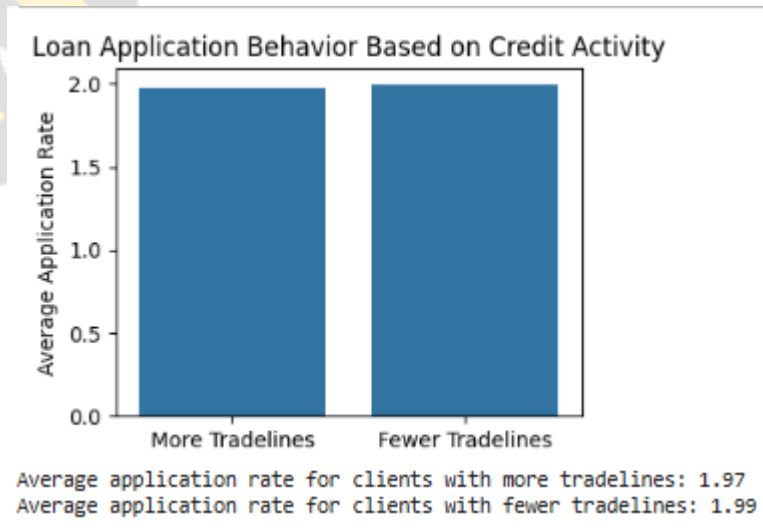 Loan Application Behavior Based on Credit Activity
Average Application Rate
2.0
1.5
1.0
0.5
0.0
More Tradelines Fewer Tradelines
Average application rate for clients with more tradelines: 1.97
Average application rate for clients with fewer tradelines: 1.99